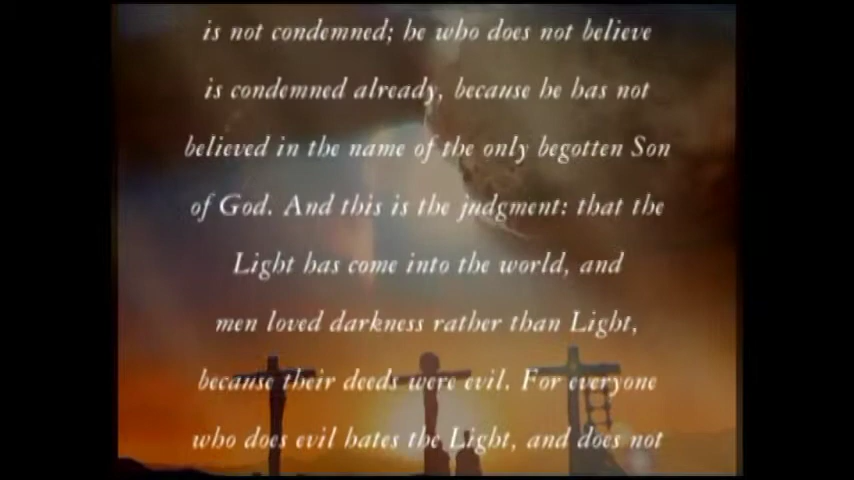 is not condemned; he who does not believe
is condemned already, because he has not
believed in the name of the only begotten Son
of God. And this is the judgment: that the
Light has come into the world, and
men loved darkness rather than Light,
because their deeds were evil. For everyone
who does evil hates the Light, and does not